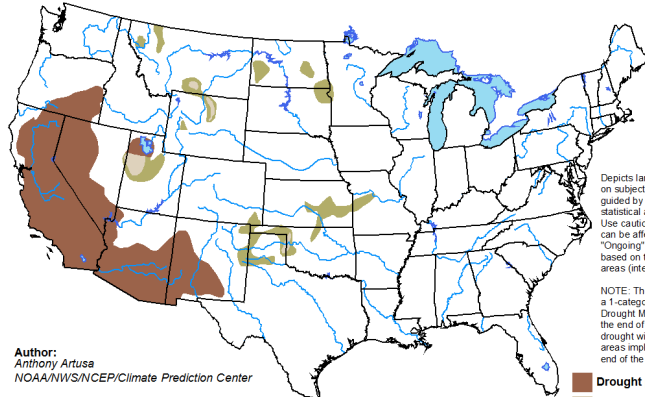 Depicts lar
on subject
guided by
statistical a
Use cautio
can be affe
"Ongoing"
based on t
areas (inte
NOTE: Th
a 1-catego
Drought M
the end of
drought wi
areas impl
end of the
Author:
Anthony Artusa
NOAA/NWS/NCEP/Climate Prediction Center
Drought